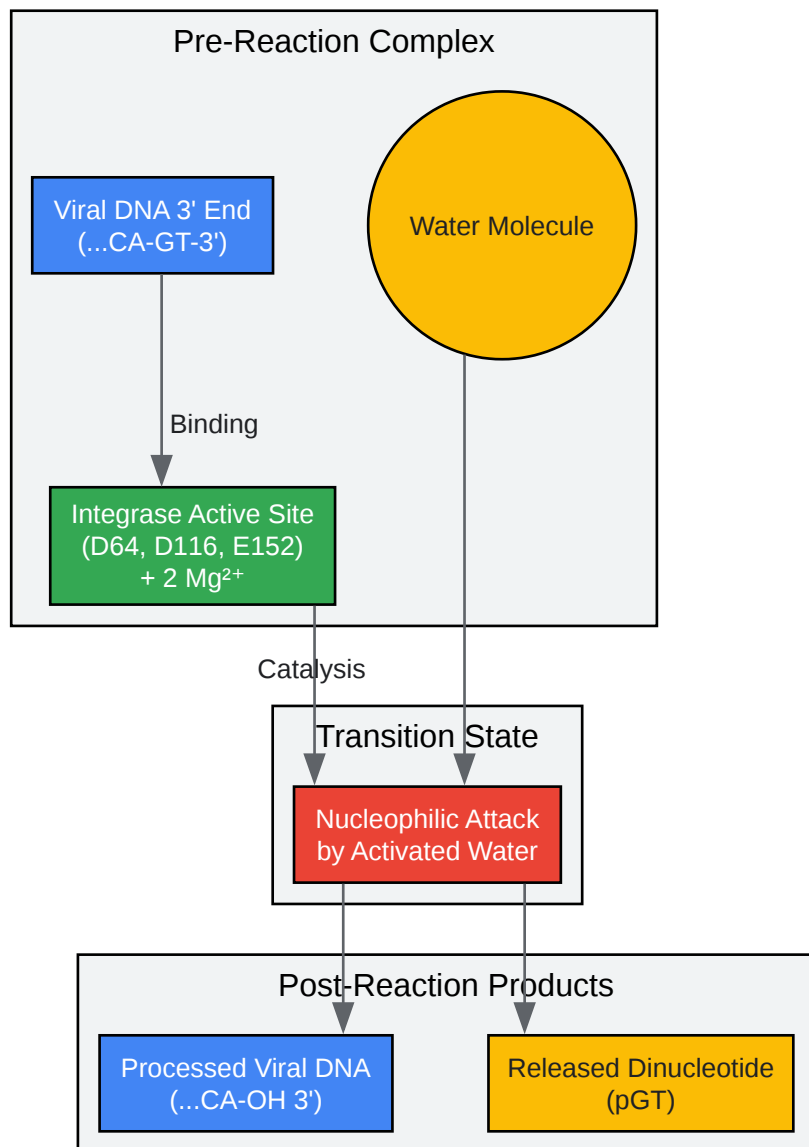 Pre-Reaction Complex
Viral DNA 3' End
(...CA-GT-3')
Water Molecule
Binding
Integrase Active Site
(D64, D116, E152)
+ 2 Mg²⁺
Catalysis
Transition State
Nucleophilic Attack
by Activated Water
Post-Reaction Products
Processed Viral DNA
(...CA-OH 3')
Released Dinucleotide
(pGT)